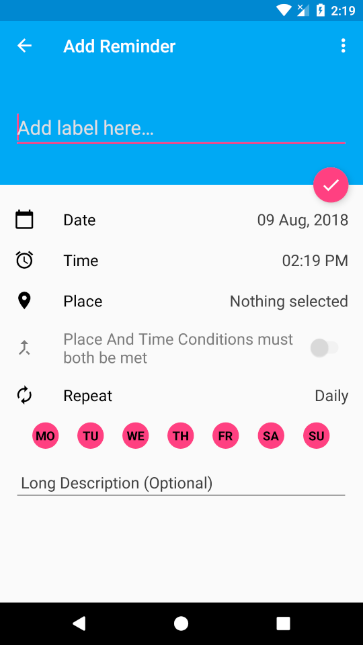 2:19
Add Reminder
Add label here...
Date 09 Aug, 2018
Time 02:19 PM
Place Nothing selected
Place And Time Conditions must
both be met
Repeat Daily
MO TU WE TH FR SA SU
Long Description (Optional)